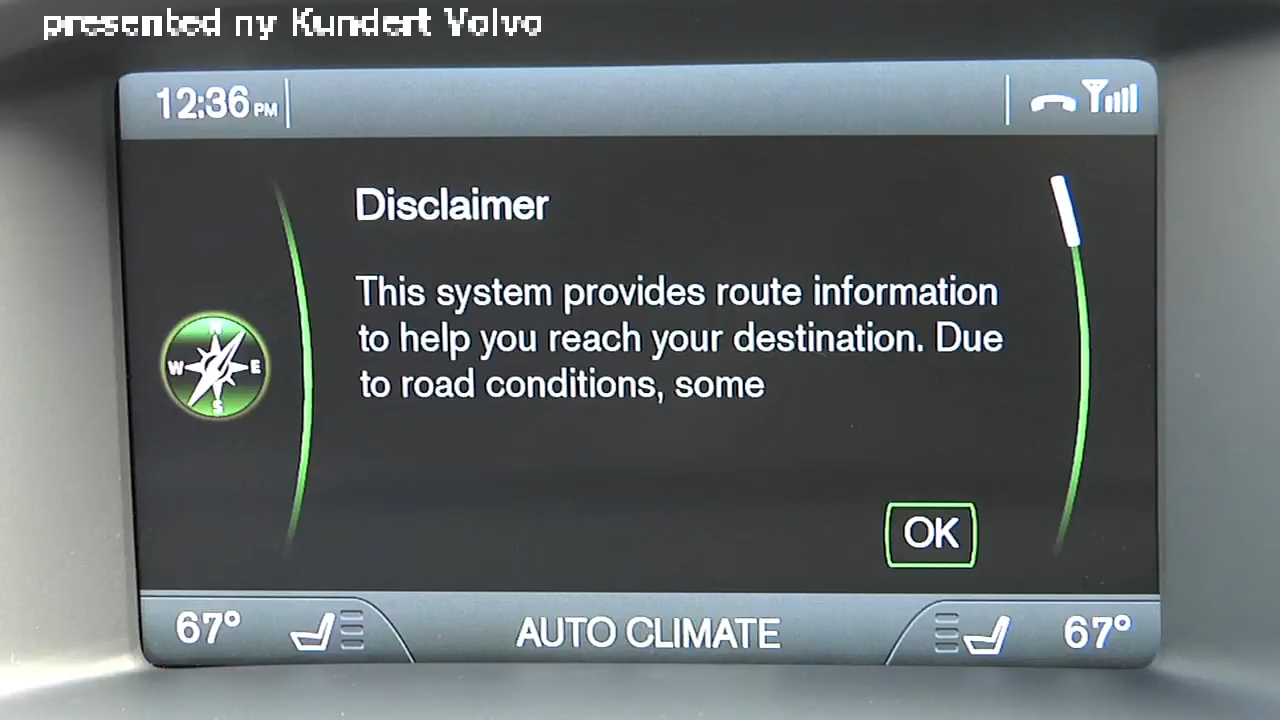 presented ny Kundert Volvo
12:36 PM
Disclaimer
This system provides route information
to help you reach your destination. Due
to road conditions, some
N
W E
S
OK
67° AUTO CLIMATE 67°